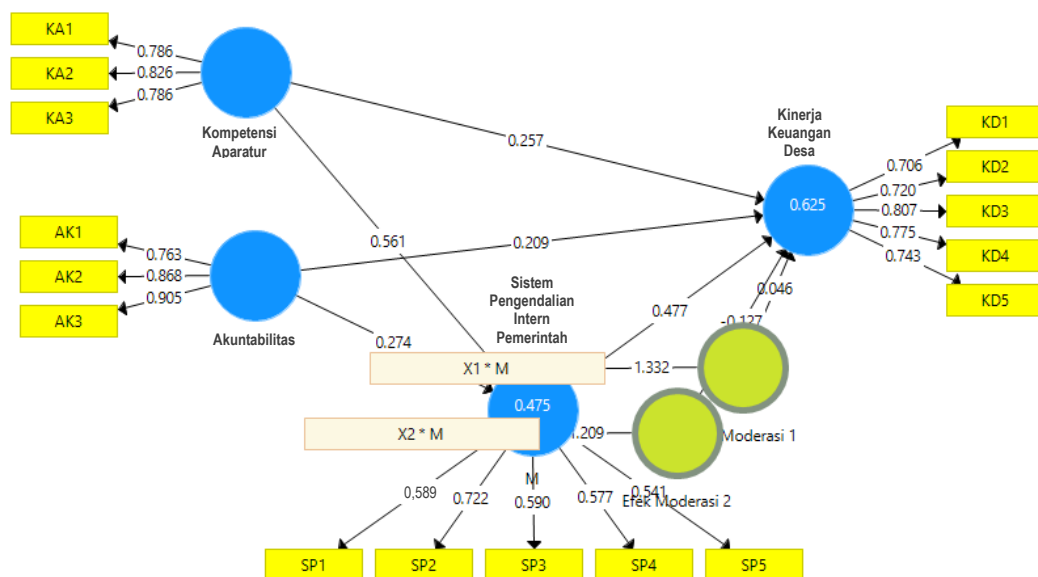 KA1
0.786
KA2
0.826
KA3
0.786
Kompetensi
Aparatur
0.257
Kinerja
Keuangan
Desa
0.625
KD1
0.706
KD2
0.720
KD3
0.807
KD4
0.775
KD5
0.743
AK1
0.763
AK2
0.868
AK3
0.905
Akuntabilitas
0.561
0.209
0.274
Sistem
Pengendalian
Intern
Pemerintah
0.477
0.046
-0.127
X1 * M
1.332
0.475
X2 * M
1.209
Moderasi 1
M
Efek Moderasi 2
0,589
0.722
0.590
0.577
0.541
SP1
SP2
SP3
SP4
SP5